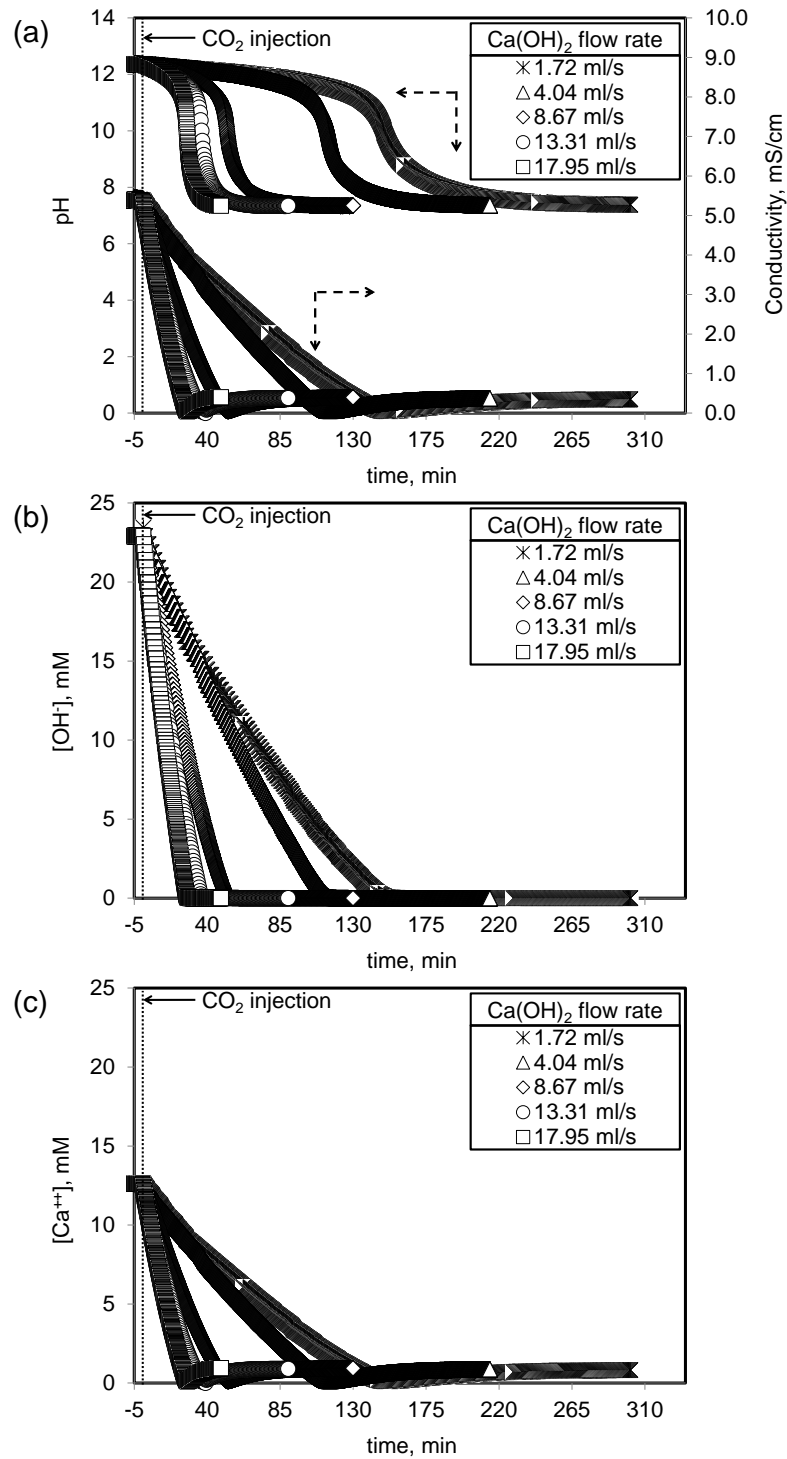 (a)
CO2 injection
Ca(OH)2 flow rate
1.72 ml/s
4.04 ml/s
8.67 ml/s
13.31 ml/s
17.95 ml/s
14
12
10
8
6
4
2
0
pH
10.0
9.0
8.0
7.0
6.0
5.0
4.0
3.0
2.0
1.0
0.0
Conductivity, mS/cm
-5 40 85 130 175 220 265 310
time, min
(b)
CO2 injection
Ca(OH)2 flow rate
1.72 ml/s
4.04 ml/s
8.67 ml/s
13.31 ml/s
17.95 ml/s
25
20
15
10
5
0
[OH-], mM
-5 40 85 130 175 220 265 310
time, min
(c)
CO2 injection
Ca(OH)2 flow rate
1.72 ml/s
4.04 ml/s
8.67 ml/s
13.31 ml/s
17.95 ml/s
25
20
15
10
5
0
[Ca++], mM
-5 40 85 130 175 220 265 310
time, min